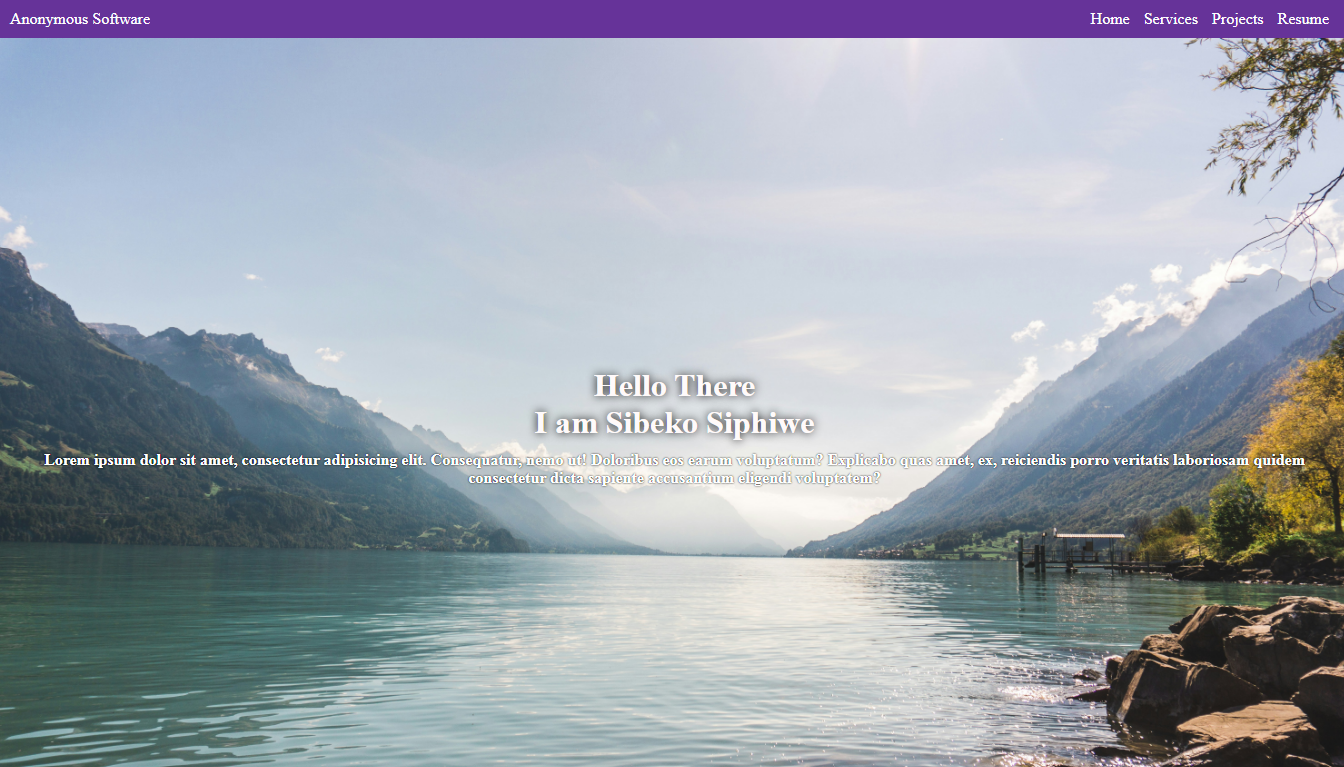 Anonymous Software
Home Services Projects Resume
Hello There
I am Sibeko Siphiwe
Lorem ipsum dolor sit amet, consectetur adipisicing elit. Consequatur, nemo ut! Doloribus eos earum voluptatum? Explicabo quas amet, ex, reiciendis porro veritatis laboriosam quidem
consectetur dicta sapiente accusantium eligendi voluptatem?